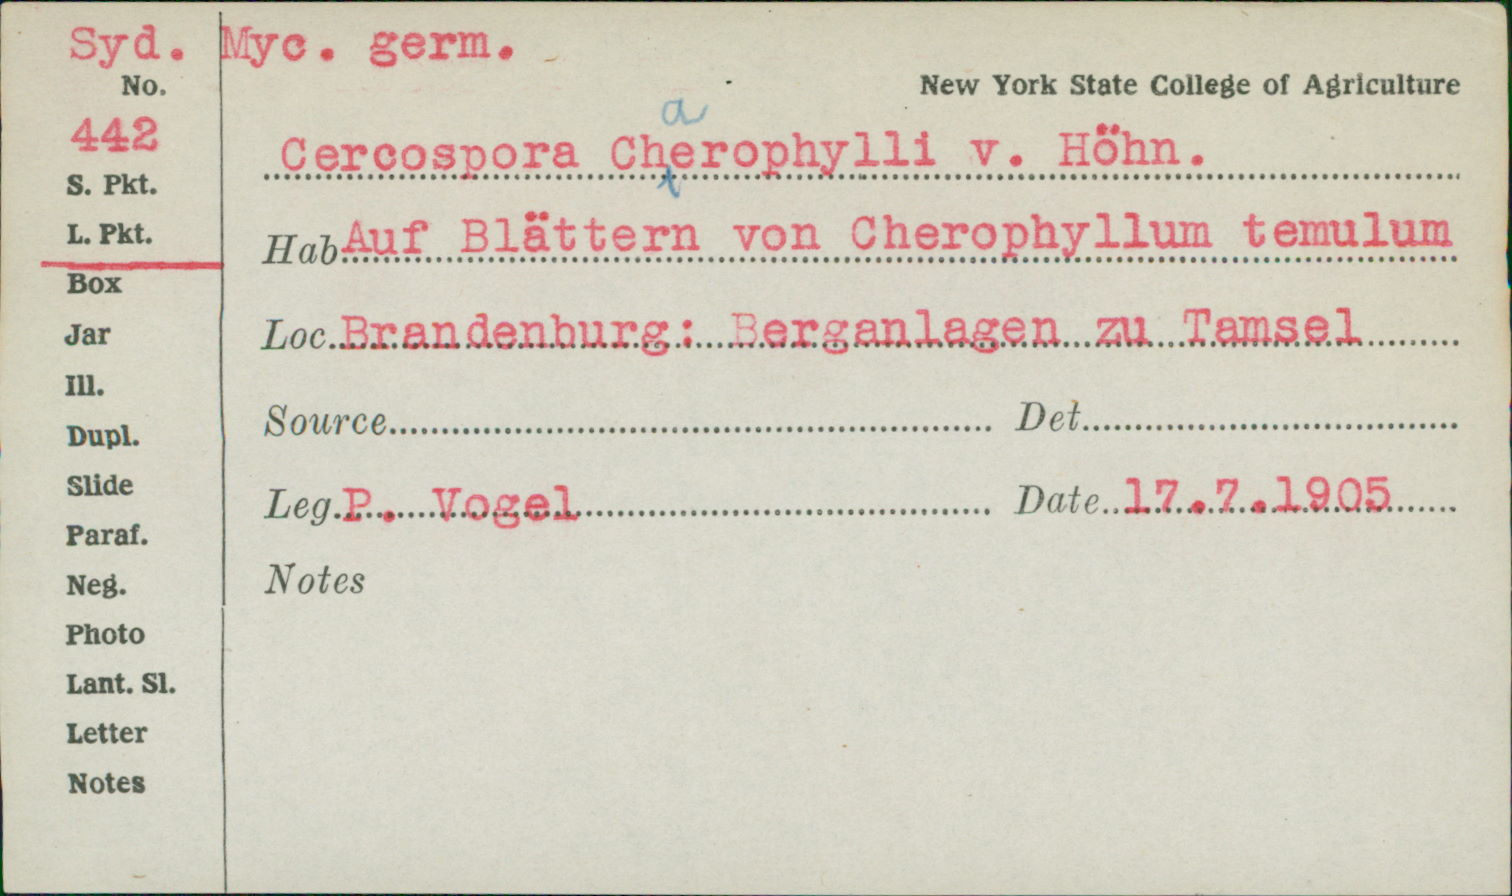 Syd. Myc. germ.
No.
New York State College of Agriculture
442
a
Cercospora Cherophylli v. Höhn.
S. Pkt.
L. Pkt.
Hab. Auf Blättern von Cherophyllum temulum
Box
Jar
Loc. Brandenburg: Berganlagen zu Tamsel
Ill.
Dupl.
Source
Det.
Slide
Leg. P. Vogel
Date 17.7.1905
Paraf.
Neg.
Notes
Photo
Lant. Sl.
Letter
Notes